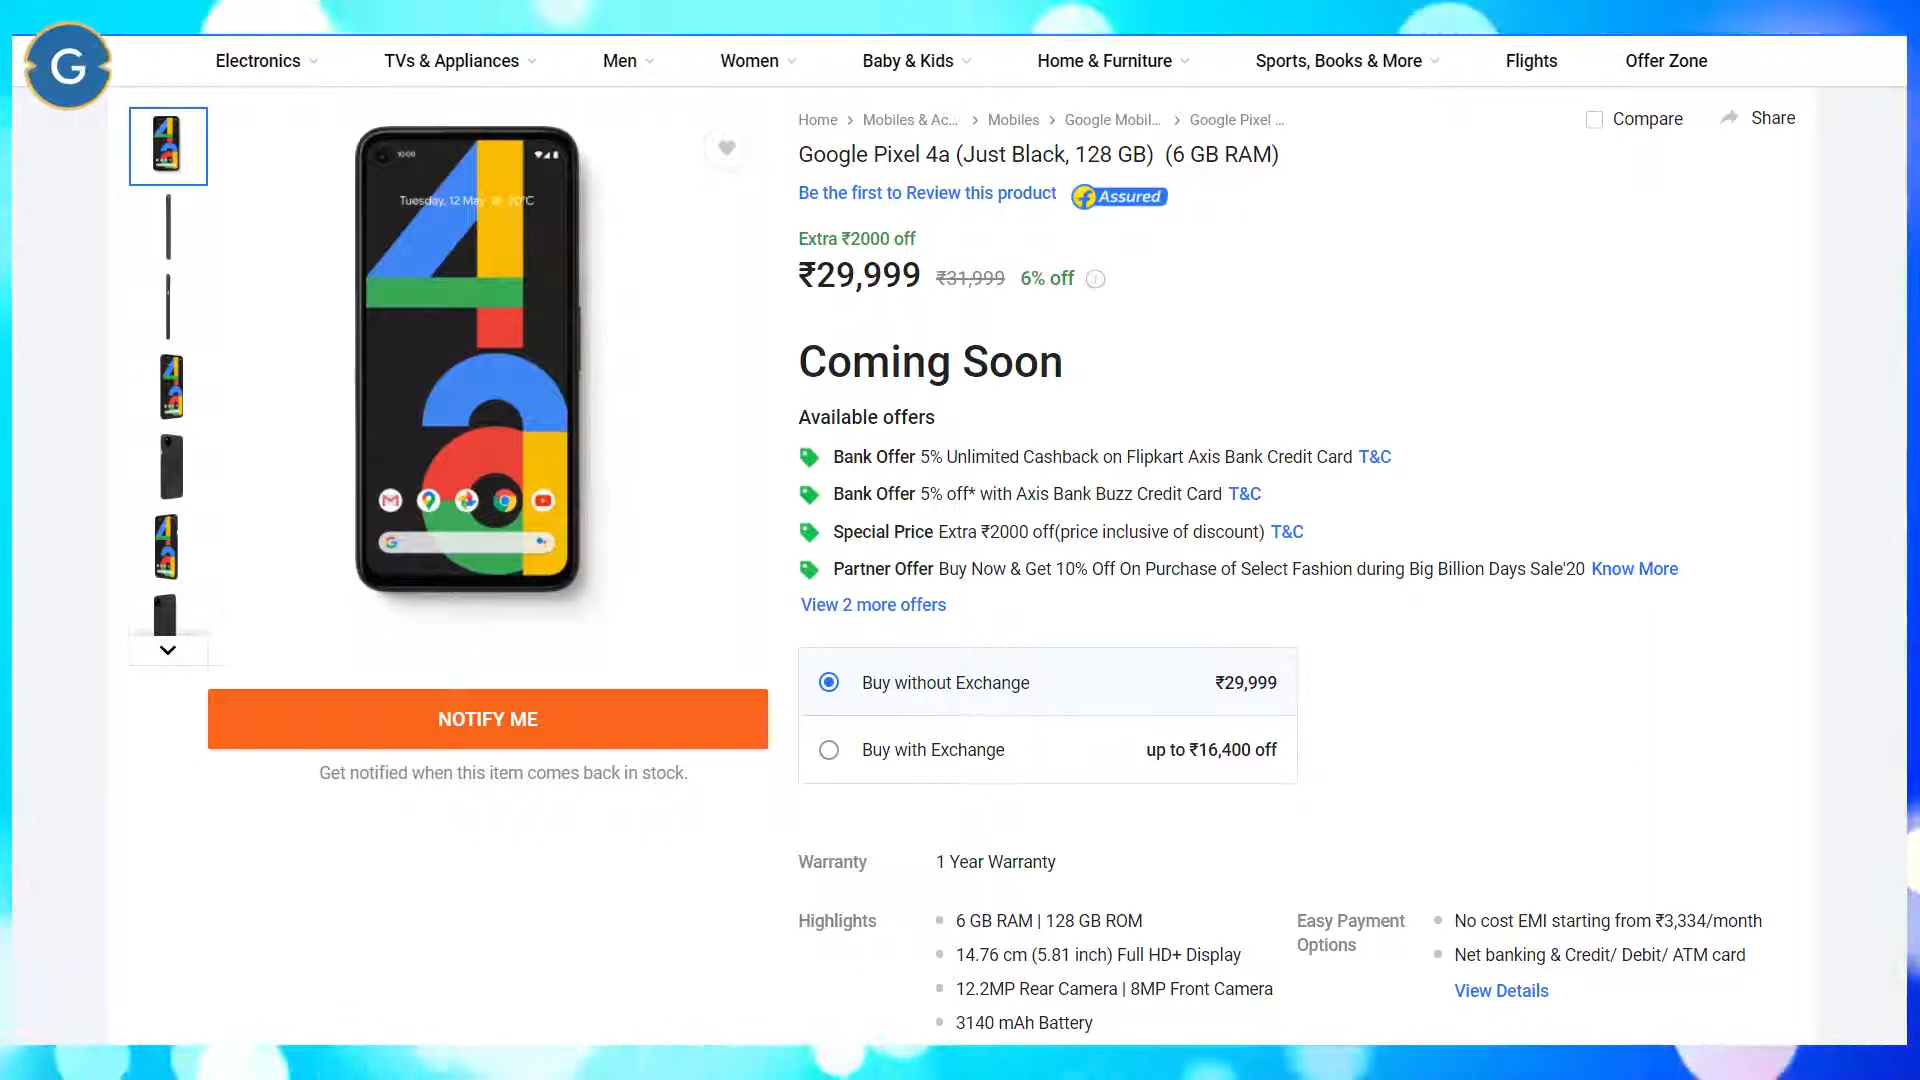 G
Electronics
TVs & Appliances
Men
Women
Baby & Kids
Home & Furniture
Sports, Books & More
Flights
Offer Zone
Home > Mobiles & Ac... > Mobiles > Google Mobil... > Google Pixel ...
Compare
Share
Google Pixel 4a (Just Black, 128 GB) (6 GB RAM)
Be the first to Review this product
Assured
Extra ₹2000 off
₹29,999 ₹31,999 6% off
Coming Soon
Available offers
Bank Offer 5% Unlimited Cashback on Flipkart Axis Bank Credit Card T&C
Bank Offer 5% off* with Axis Bank Buzz Credit Card T&C
Special Price Extra ₹2000 off(price inclusive of discount) T&C
Partner Offer Buy Now & Get 10% Off On Purchase of Select Fashion during Big Billion Days Sale'20 Know More
View 2 more offers
10:00
Tuesday, 12 May 20°C
4a
Buy without Exchange ₹29,999
Buy with Exchange up to ₹16,400 off
NOTIFY ME
Get notified when this item comes back in stock.
Warranty 1 Year Warranty
Highlights
6 GB RAM | 128 GB ROM
14.76 cm (5.81 inch) Full HD+ Display
12.2MP Rear Camera | 8MP Front Camera
3140 mAh Battery
Easy Payment
Options
No cost EMI starting from ₹3,334/month
Net banking & Credit/ Debit/ ATM card
View Details